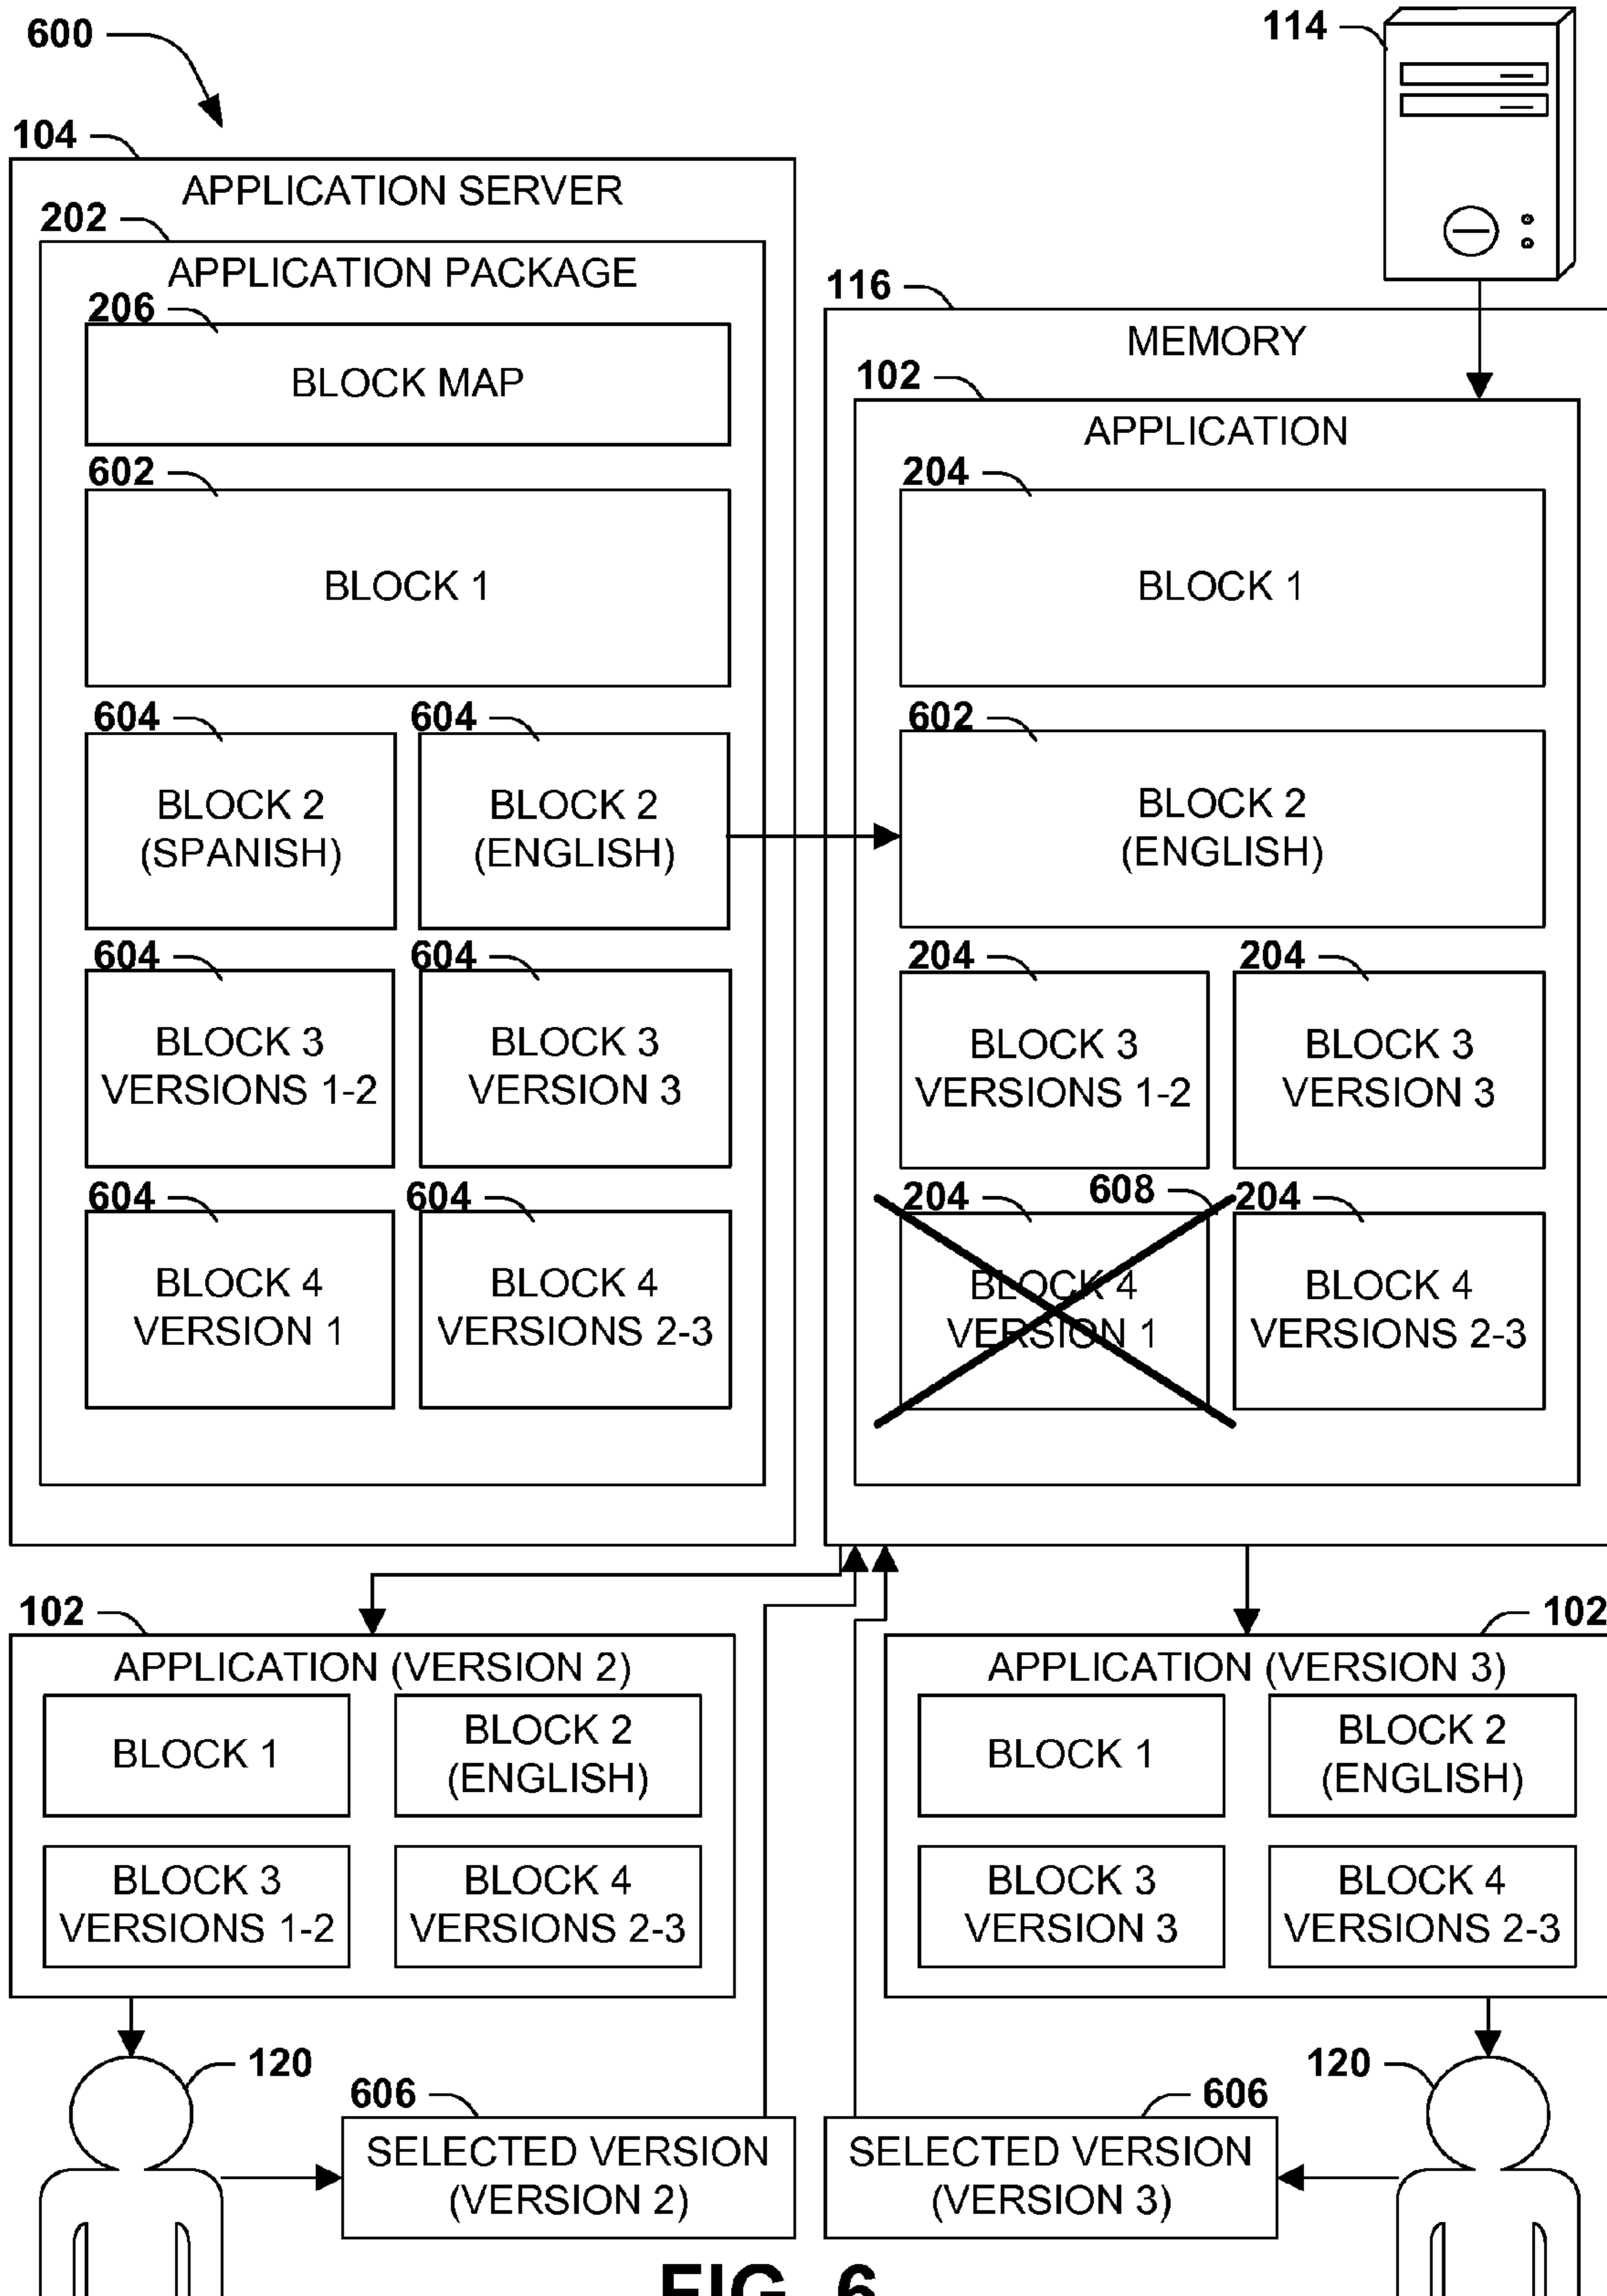 600
114
104
APPLICATION SERVER
202
APPLICATION PACKAGE
206
BLOCK MAP
602
BLOCK 1
604
BLOCK 2
(SPANISH)
604
BLOCK 2
(ENGLISH)
604
BLOCK 3
VERSIONS 1-2
604
BLOCK 3
VERSION 3
604
BLOCK 4
VERSION 1
604
BLOCK 4
VERSIONS 2-3
116
MEMORY
102
APPLICATION
204
BLOCK 1
602
BLOCK 2
(ENGLISH)
204
BLOCK 3
VERSIONS 1-2
204
BLOCK 3
VERSION 3
204
608
BLOCK 4
VERSION 1
204
BLOCK 4
VERSIONS 2-3
102
APPLICATION (VERSION 2)
BLOCK 1
BLOCK 2
(ENGLISH)
BLOCK 3
VERSIONS 1-2
BLOCK 4
VERSIONS 2-3
102
APPLICATION (VERSION 3)
BLOCK 1
BLOCK 2
(ENGLISH)
BLOCK 3
VERSION 3
BLOCK 4
VERSIONS 2-3
120
606
SELECTED VERSION
(VERSION 2)
606
SELECTED VERSION
(VERSION 3)
120
FIG. 6